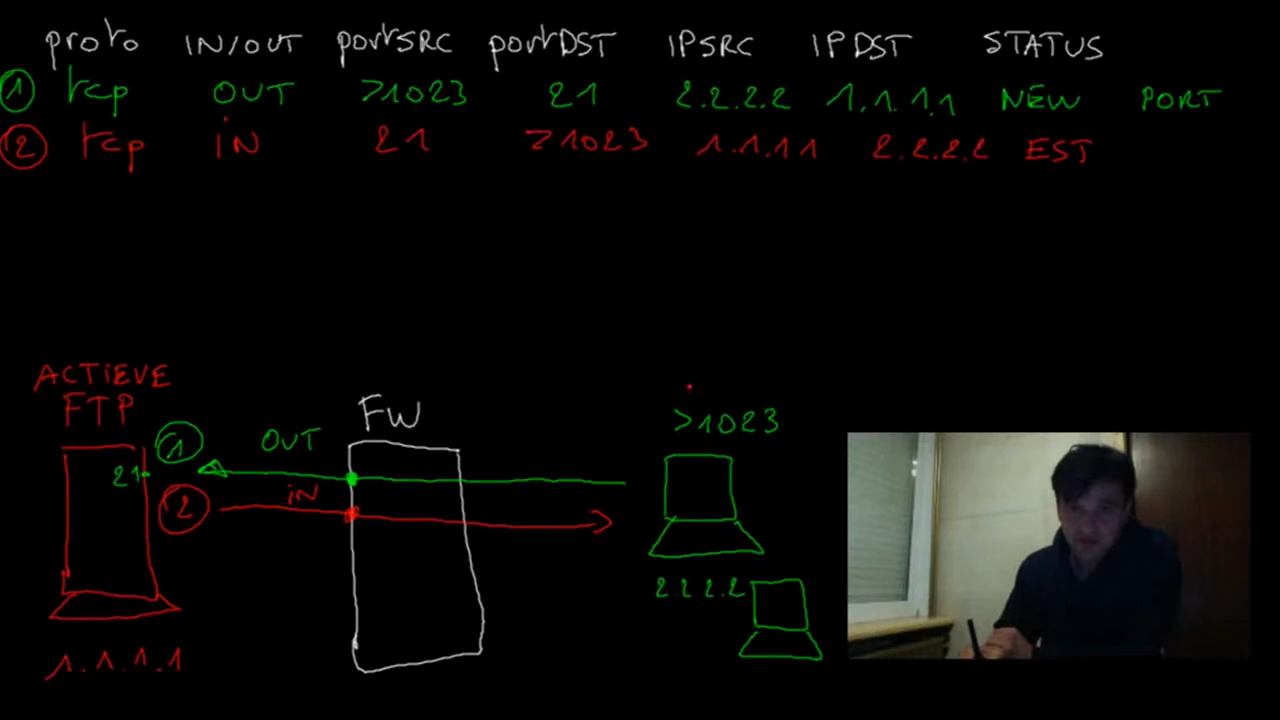 proto IN/OUT portSRC portDST IPSRC IPDST STATUS
1 tcp OUT >1023 21 2.2.2.2 1.1.1.1 NEW PORT
2 tcp iN 21 >1023 1.1.1.1 2.2.2.2 EST
ACTiEVE
FTP
FW
1 OUT
>1023
21
2 iN
2.2.2.2
1.1.1.1